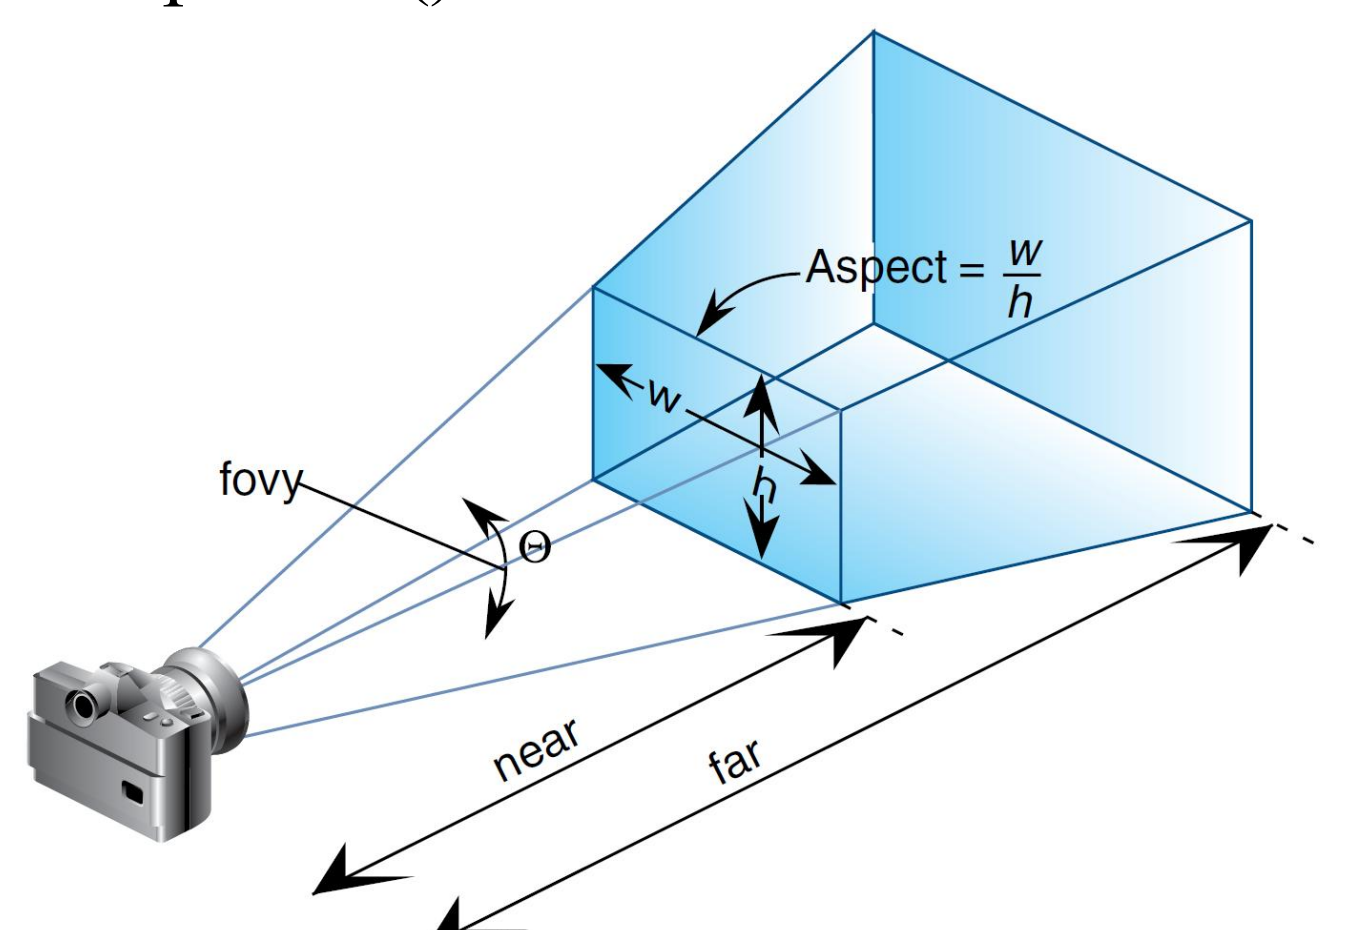 Aspect = w/h
w
h
fovy
Θ
near
far